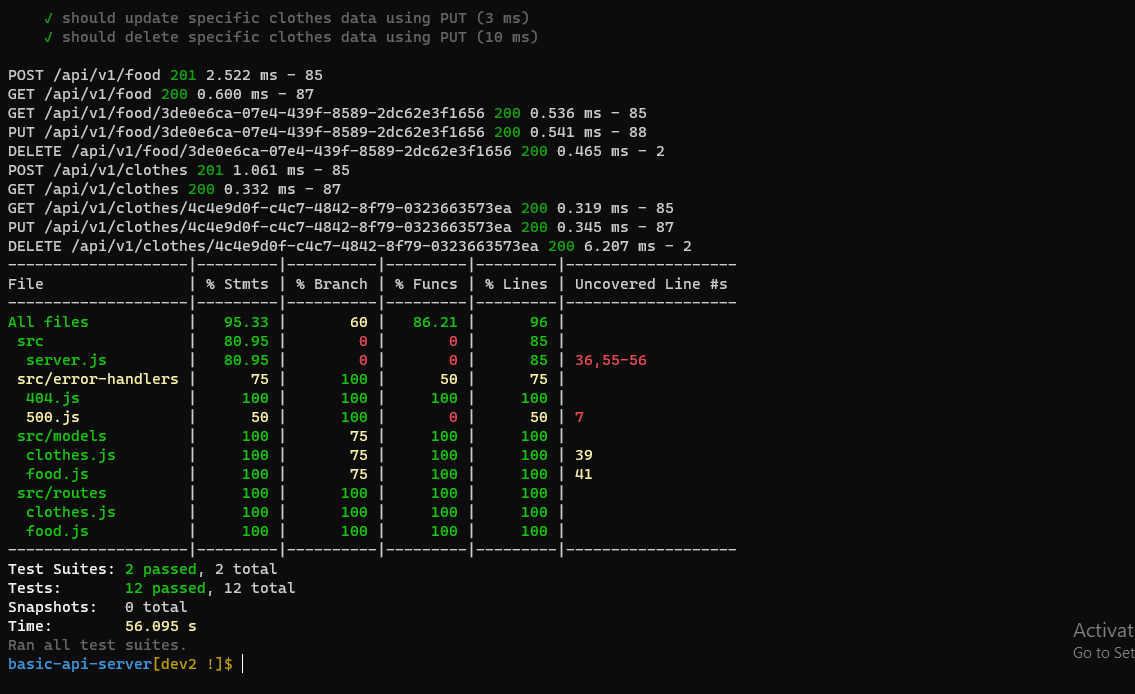 ✓ should update specific clothes data using PUT (3 ms)
✓ should delete specific clothes data using PUT (10 ms)
POST /api/v1/food 201 2.522 ms - 85
GET /api/v1/food 200 0.600 ms - 87
GET /api/v1/food/3de0e6ca-07e4-439f-8589-2dc62e3f1656 200 0.536 ms - 85
PUT /api/v1/food/3de0e6ca-07e4-439f-8589-2dc62e3f1656 200 0.541 ms - 88
DELETE /api/v1/food/3de0e6ca-07e4-439f-8589-2dc62e3f1656 200 0.465 ms - 2
POST /api/v1/clothes 201 1.061 ms - 85
GET /api/v1/clothes 200 0.332 ms - 87
GET /api/v1/clothes/4c4e9d0f-c4c7-4842-8f79-0323663573ea 200 0.319 ms - 85
PUT /api/v1/clothes/4c4e9d0f-c4c7-4842-8f79-0323663573ea 200 0.345 ms - 87
DELETE /api/v1/clothes/4c4e9d0f-c4c7-4842-8f79-0323663573ea 200 6.207 ms - 2
--------------------|---------|----------|---------|---------|-------------------
File                | % Stmts | % Branch | % Funcs | % Lines | Uncovered Line #s
--------------------|---------|----------|---------|---------|-------------------
All files           |   95.33 |       60 |   86.21 |      96 |
 src                |   80.95 |        0 |       0 |      85 |
  server.js         |   80.95 |        0 |       0 |      85 | 36,55-56
 src/error-handlers |      75 |      100 |      50 |      75 |
  404.js            |     100 |      100 |     100 |     100 |
  500.js            |      50 |      100 |       0 |      50 | 7
 src/models         |     100 |       75 |     100 |     100 |
  clothes.js        |     100 |       75 |     100 |     100 | 39
  food.js           |     100 |       75 |     100 |     100 | 41
 src/routes         |     100 |      100 |     100 |     100 |
  clothes.js        |     100 |      100 |     100 |     100 |
  food.js           |     100 |      100 |     100 |     100 |
--------------------|---------|----------|---------|---------|-------------------
Test Suites: 2 passed, 2 total
Tests:       12 passed, 12 total
Snapshots:   0 total
Time:        56.095 s
Ran all test suites.
basic-api-server[dev2 !]$
Activat
Go to Set